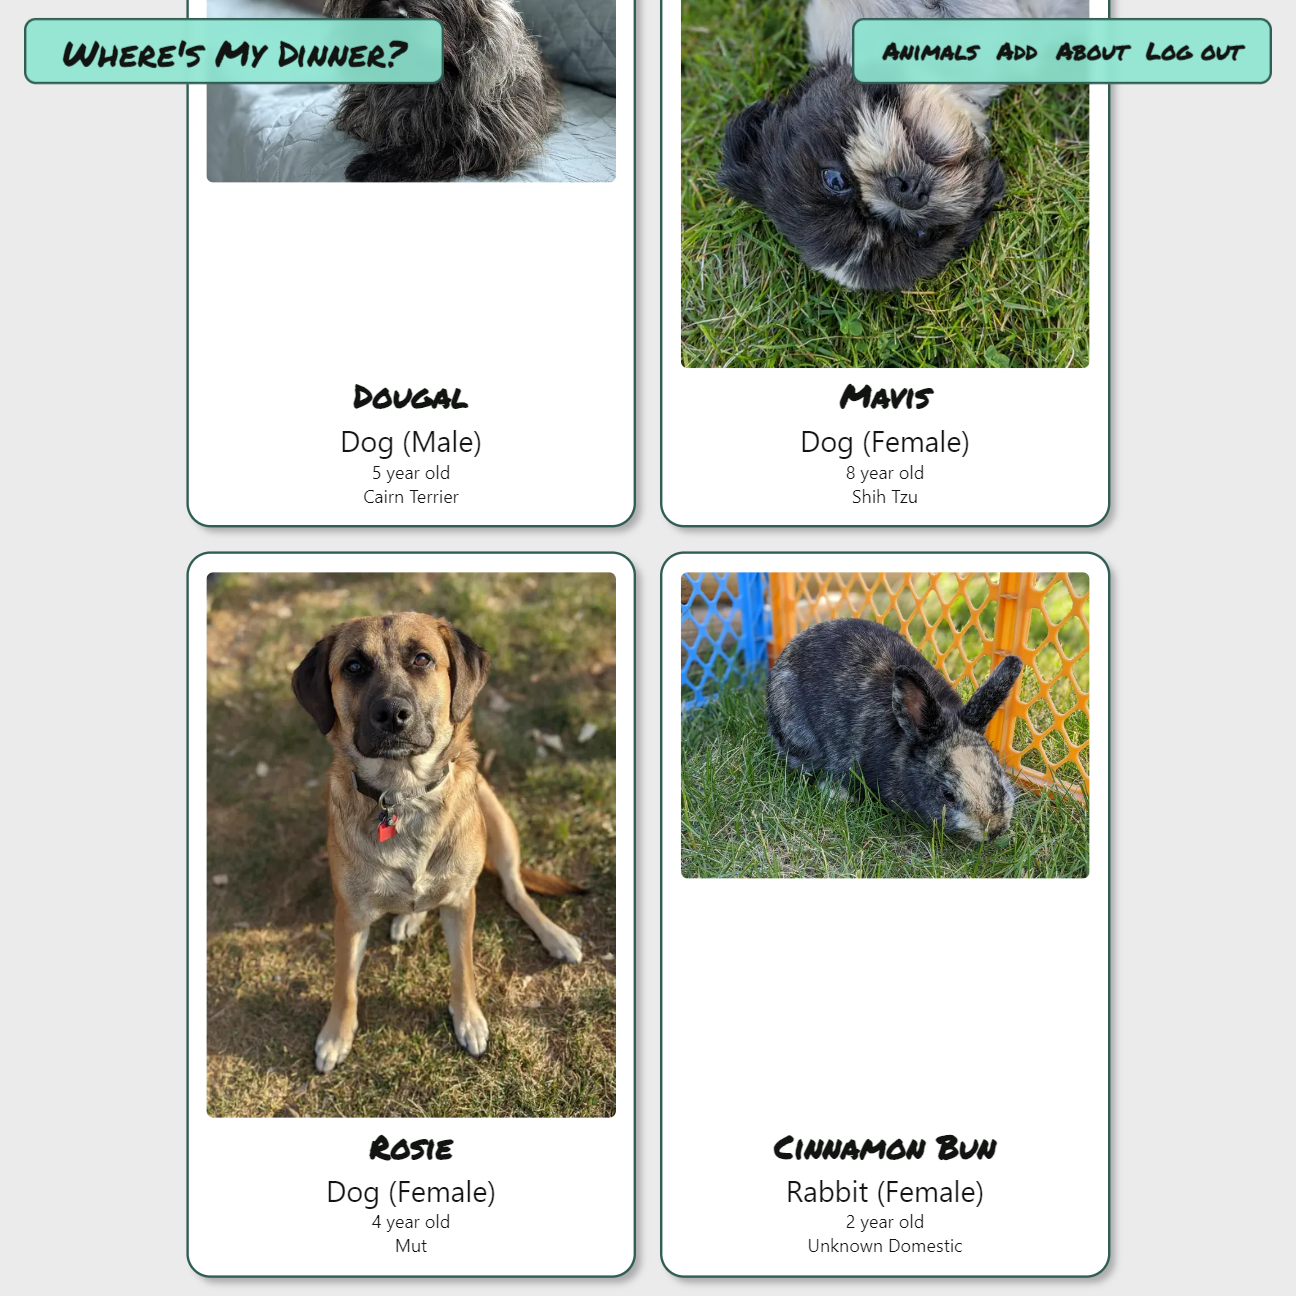 Where's My Dinner?
Animals Add About Log out
Dougal
Dog (Male)
5 year old
Cairn Terrier
Mavis
Dog (Female)
8 year old
Shih Tzu
Rosie
Dog (Female)
4 year old
Mut
Cinnamon Bun
Rabbit (Female)
2 year old
Unknown Domestic